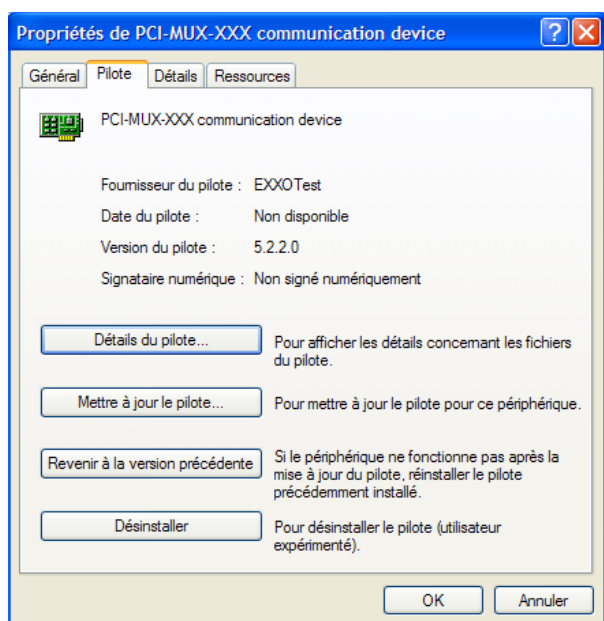 Propriétés de PCI-MUX-XXX communication device
Général Pilote Détails Ressources
PCI-MUX-XXX communication device
Fournisseur du pilote : EXXOTest
Date du pilote : Non disponible
Version du pilote : 5.2.2.0
Signataire numérique : Non signé numériquement
Détails du pilote...
Pour afficher les détails concernant les fichiers
du pilote.
Mettre à jour le pilote...
Pour mettre à jour le pilote pour ce périphérique.
Revenir à la version précédente
Si le périphérique ne fonctionne pas après la
mise à jour du pilote, réinstaller le pilote
précédemment installé.
Désinstaller
Pour désinstaller le pilote (utilisateur
expérimenté).
OK Annuler